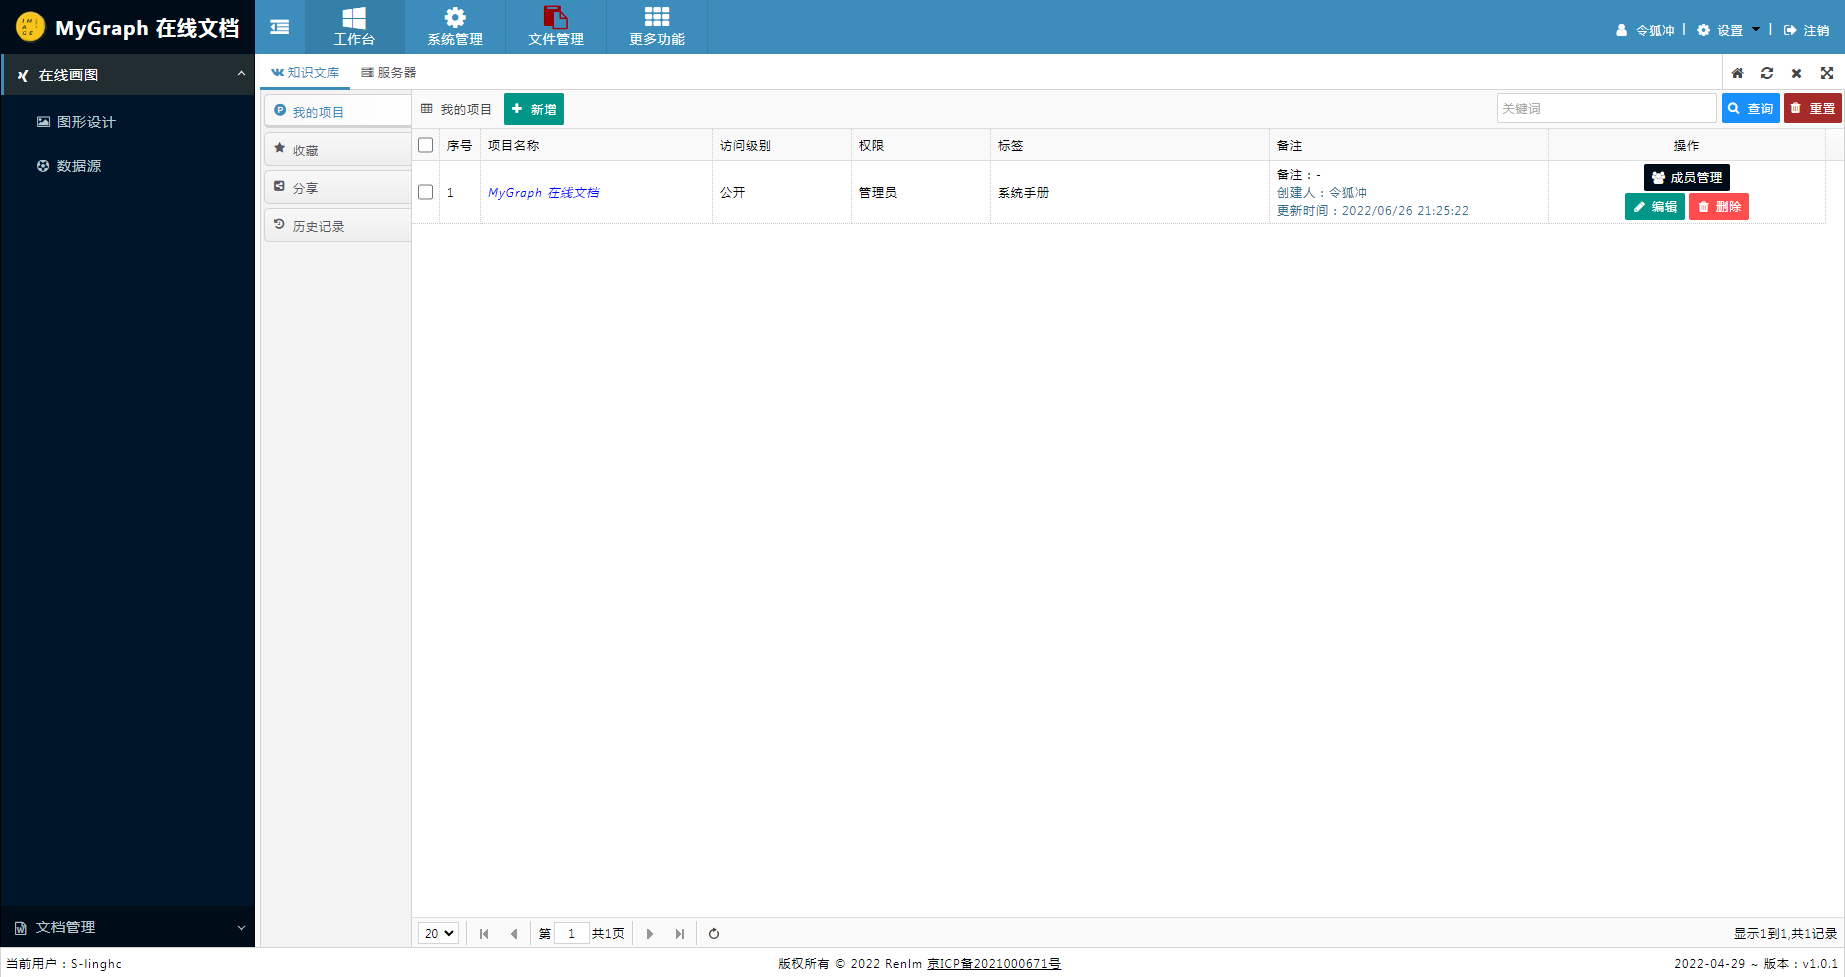 MyGraph 在线文档
工作台
系统管理
文件管理
更多功能
令狐冲
设置
注销
在线画图
图形设计
数据源
文档管理
知识文库
服务器
我的项目
收藏
分享
历史记录
我的项目
新增
关键词
查询
重置
序号 项目名称 访问级别 权限 标签 备注 操作
1 MyGraph 在线文档 公开 管理员 系统手册
备注：-
创建人：令狐冲
更新时间：2022/06/26 21:25:22
成员管理
编辑 删除
20 第 1 共1页
显示1到1,共1记录
当前用户：S-linghc
版权所有 © 2022 Renlm 京ICP备2021000671号
2022-04-29 ~ 版本：v1.0.1